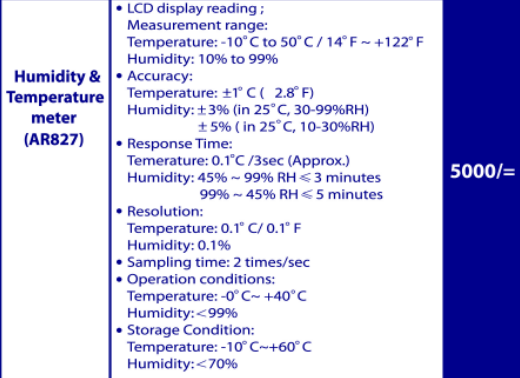 Humidity &
Temperature
meter
(AR827)
• LCD display reading ;
Measurement range:
Temperature: -10° C to 50° C / 14° F ~ +122° F
Humidity: 10% to 99%
• Accuracy:
Temperature: ±1° C (   2.8° F)
Humidity: ±3% (in 25°C, 30-99%RH)
± 5% ( in 25°C, 10-30%RH)
• Response Time:
Temerature: 0.1°C /3sec (Approx.)
Humidity: 45% ~ 99% RH ⩽ 3 minutes
99% ~ 45% RH ⩽ 5 minutes
• Resolution:
Temperature: 0.1° C/ 0.1° F
Humidity: 0.1%
• Sampling time: 2 times/sec
• Operation conditions:
Temperature: -0° C~ +40° C
Humidity:<99%
• Storage Condition:
Temperature: -10° C~+60° C
Humidity:<70%
5000/=